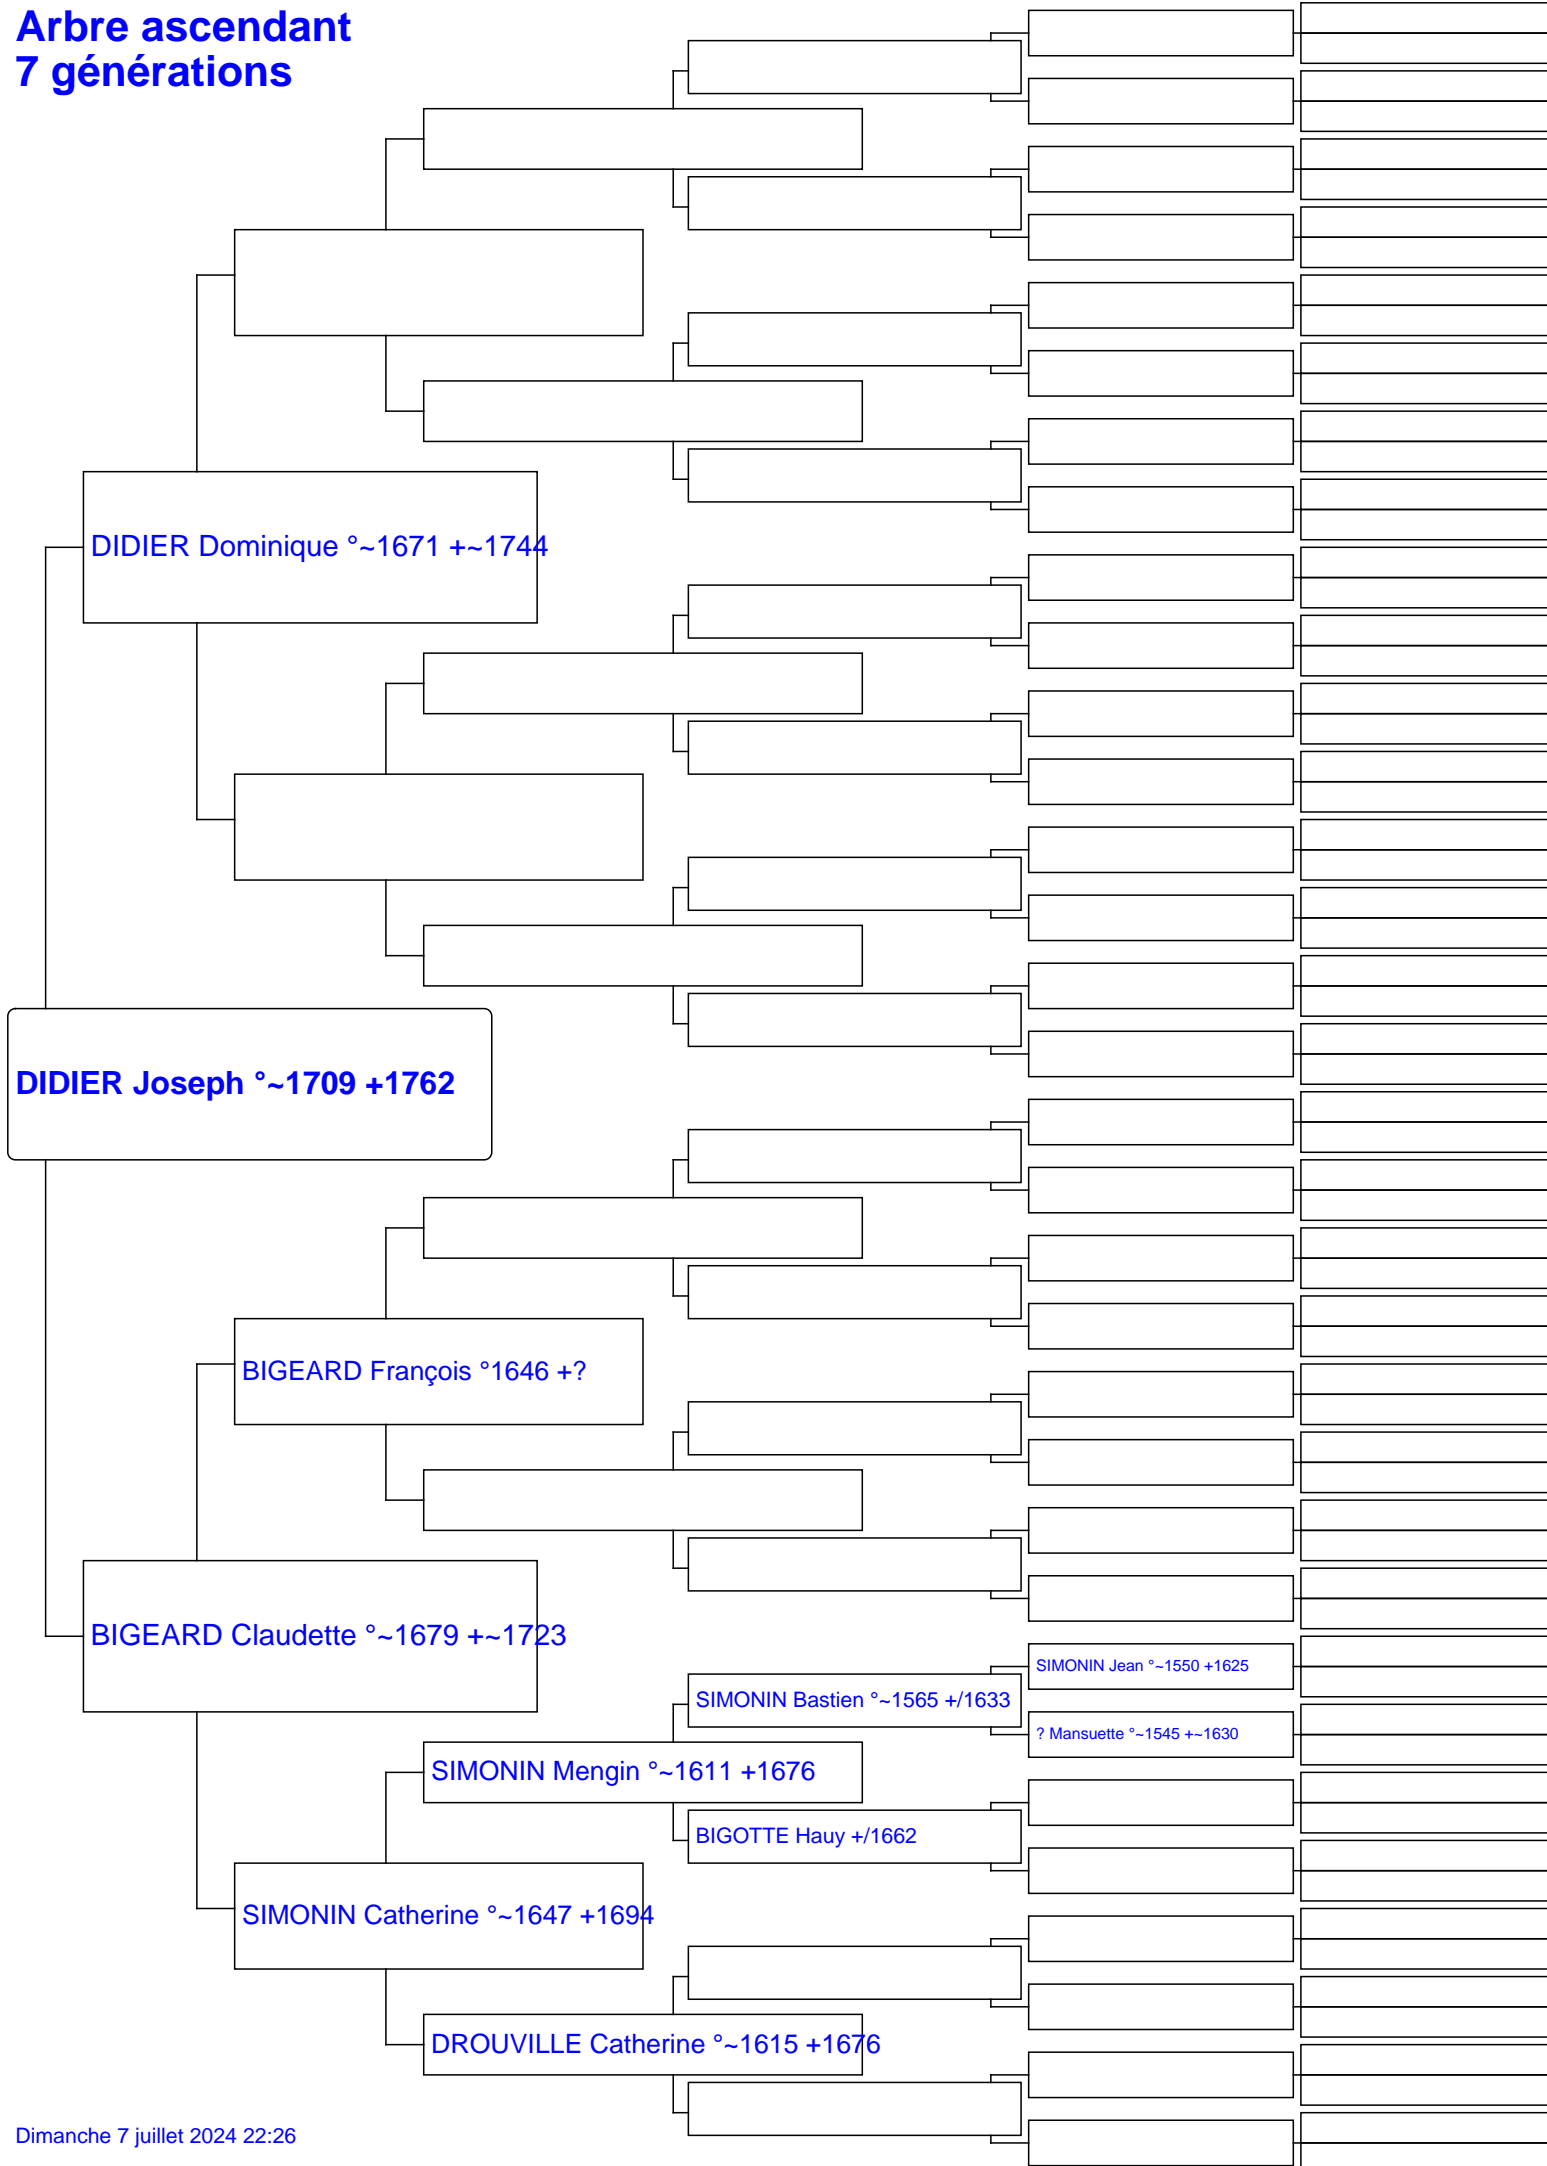 Arbre ascendant
7 générations
DIDIER Dominique °~1671 +~1744
DIDIER Joseph °~1709 +1762
BIGEARD François °1646 +?
BIGEARD Claudette °~1679 +~1723
SIMONIN Jean °~1550 +1625
SIMONIN Bastien °~1565 +/1633
? Mansuette °~1545 +~1630
SIMONIN Mengin °~1611 +1676
BIGOTTE Hauy +/1662
SIMONIN Catherine °~1647 +1694
DROUVILLE Catherine °~1615 +1676
Dimanche 7 juillet 2024 22:26